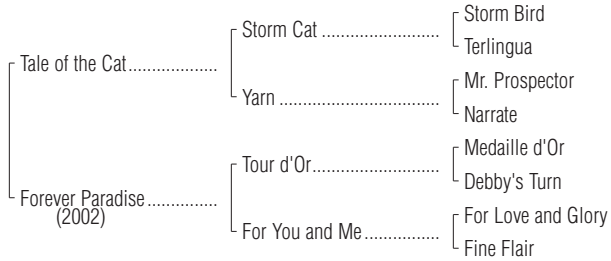 Storm Bird
Storm Cat ........................
Terlingua
Tale of the Cat..................
Mr. Prospector
Yarn ................................
Narrate
Medaille d'Or
Tour d'Or..........................
Debby's Turn
Forever Paradise..............
(2002)
For Love and Glory
For You and Me................
Fine Flair